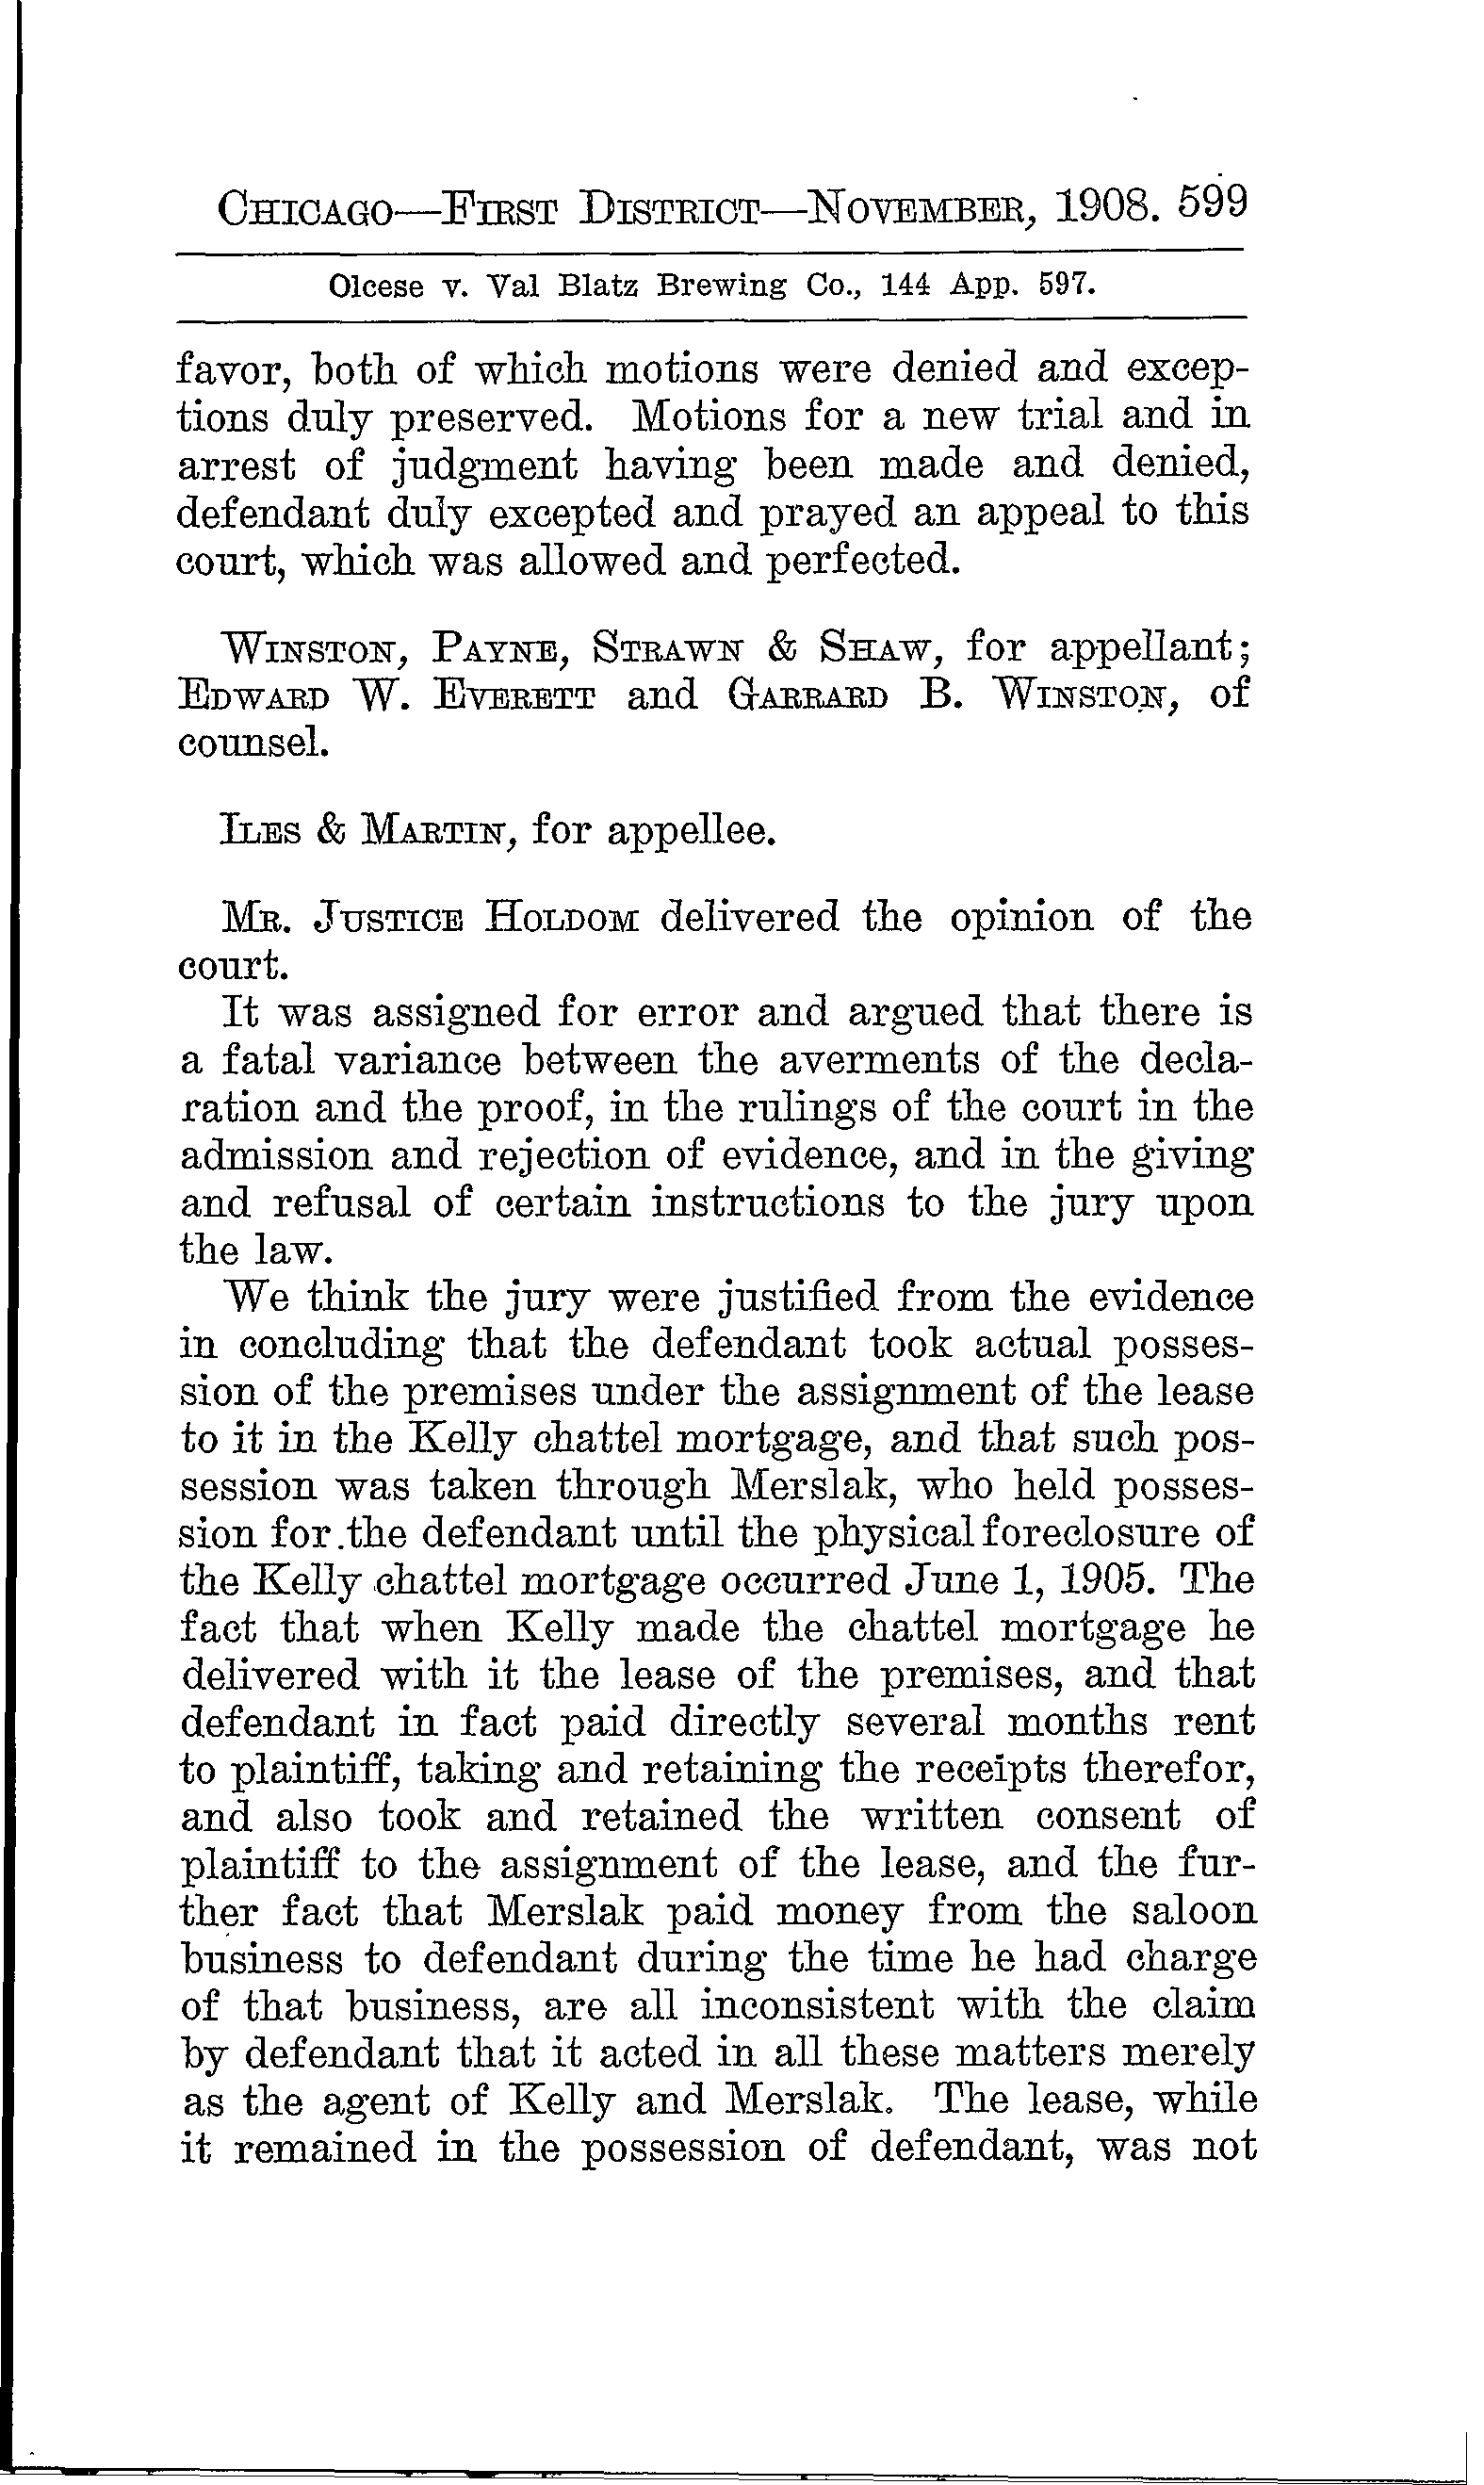 CHICAGO—FIRST DISTRICT—NOVEMBER, 1908. 599
Olcese v. Val Blatz Brewing Co., 144 App. 597.
favor, both of which motions were denied and excep-
tions duly preserved. Motions for a new trial and in
arrest of judgment having been made and denied,
defendant duly excepted and prayed an appeal to this
court, which was allowed and perfected.
WINSTON, PAYNE, STRAWN & SHAW, for appellant;
EDWARD W. EVERETT and GARRARD B. WINSTON, of
counsel.
ILES & MARTIN, for appellee.
MR. JUSTICE HOLDOM delivered the opinion of the
court.
It was assigned for error and argued that there is
a fatal variance between the averments of the decla-
ration and the proof, in the rulings of the court in the
admission and rejection of evidence, and in the giving
and refusal of certain instructions to the jury upon
the law.
We think the jury were justified from the evidence
in concluding that the defendant took actual posses-
sion of the premises under the assignment of the lease
to it in the Kelly chattel mortgage, and that such pos-
session was taken through Merslak, who held posses-
sion for the defendant until the physical foreclosure of
the Kelly chattel mortgage occurred June 1, 1905. The
fact that when Kelly made the chattel mortgage he
delivered with it the lease of the premises, and that
defendant in fact paid directly several months rent
to plaintiff, taking and retaining the receipts therefor,
and also took and retained the written consent of
plaintiff to the assignment of the lease, and the fur-
ther fact that Merslak paid money from the saloon
business to defendant during the time he had charge
of that business, are all inconsistent with the claim
by defendant that it acted in all these matters merely
as the agent of Kelly and Merslak. The lease, while
it remained in the possession of defendant, was not